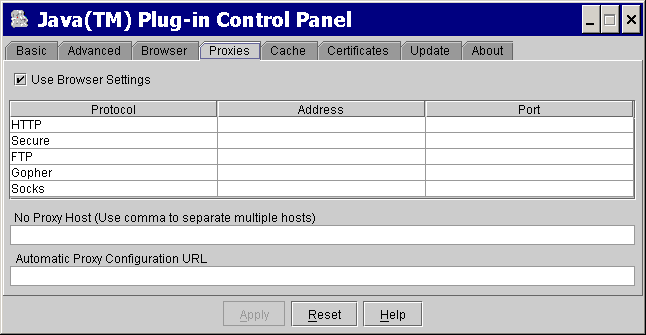 Java(TM) Plug-in Control Panel
Basic Advanced Browser Proxies Cache Certificates Update About
Use Browser Settings
Protocol Address Port
HTTP
Secure
FTP
Gopher
Socks
No Proxy Host (Use comma to separate multiple hosts)
Automatic Proxy Configuration URL
Apply Reset Help